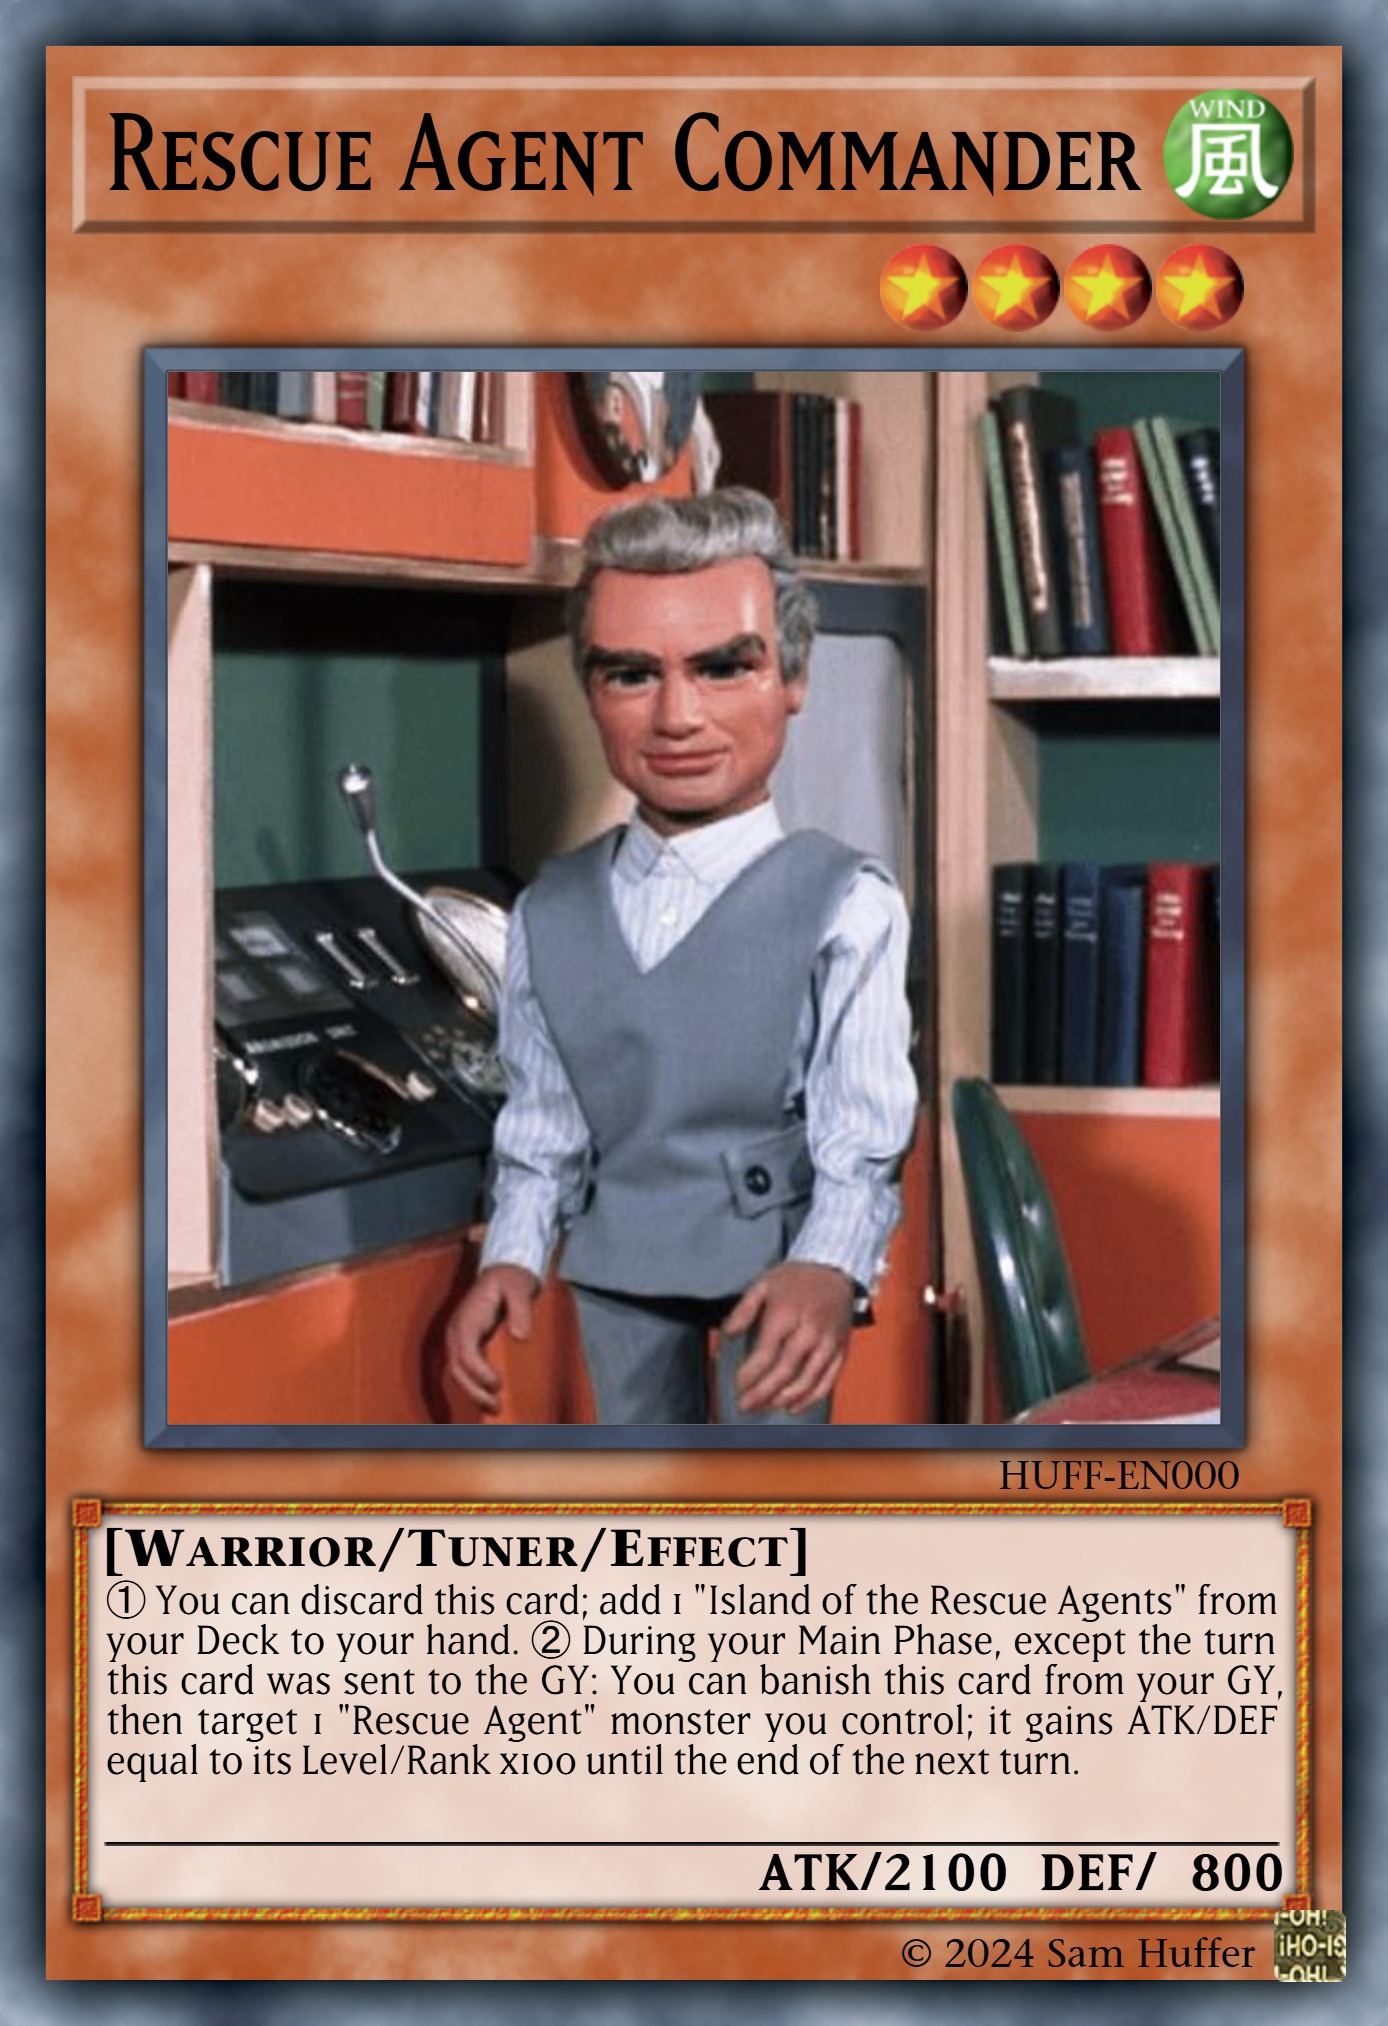 RESCUE AGENT COMMANDER
WIND
風
HUFF-EN000
[WARRIOR/TUNER/EFFECT]
① You can discard this card; add 1 "Island of the Rescue Agents" from
your Deck to your hand. ② During your Main Phase, except the turn
this card was sent to the GY: You can banish this card from your GY,
then target 1 "Rescue Agent" monster you control; it gains ATK/DEF
equal to its Level/Rank x100 until the end of the next turn.
ATK/2100 DEF/ 800
© 2024 Sam Huffer